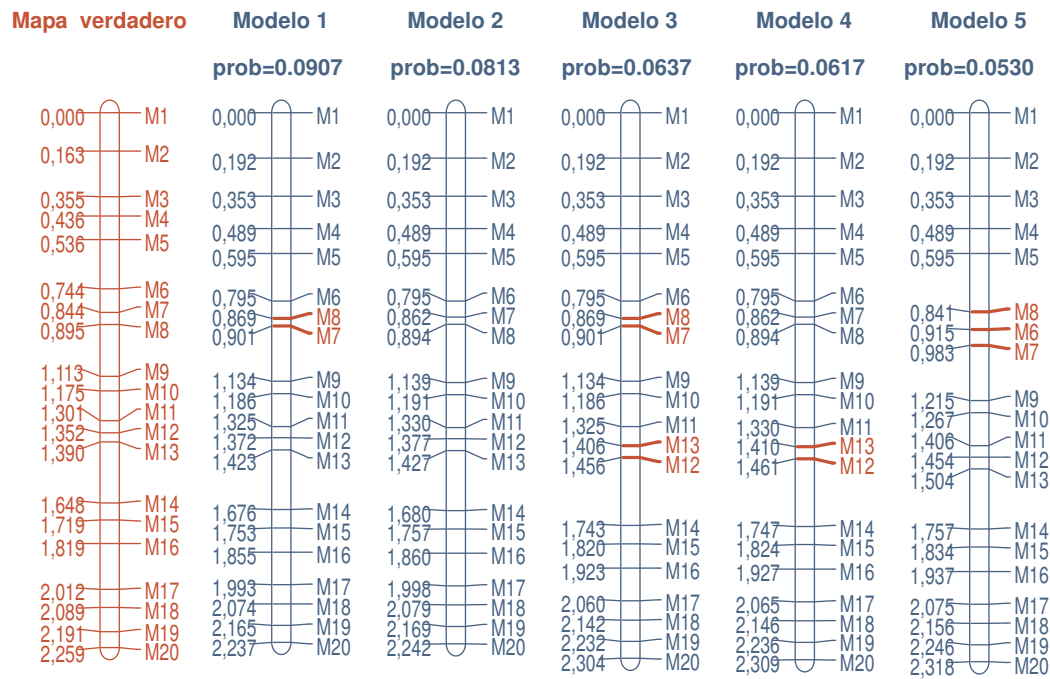 Mapa verdadero Modelo 1 Modelo 2 Modelo 3 Modelo 4 Modelo 5
prob=0.0907 prob=0.0813 prob=0.0637 prob=0.0617 prob=0.0530
0,000 M1
0,163 M2
0,355 M3
0,436 M4
0,536 M5
0,744 M6
0,844 M7
0,895 M8
1,113 M9
1,175 M10
1,301 M11
1,352 M12
1,390 M13
1,648 M14
1,719 M15
1,819 M16
2,012 M17
2,089 M18
2,191 M19
2,259 M20
0,000 M1
0,192 M2
0,353 M3
0,489 M4
0,595 M5
0,795 M6
0,869 M8
0,901 M7
1,134 M9
1,186 M10
1,325 M11
1,372 M12
1,423 M13
1,676 M14
1,753 M15
1,855 M16
1,993 M17
2,074 M18
2,165 M19
2,237 M20
0,000 M1
0,192 M2
0,353 M3
0,489 M4
0,595 M5
0,795 M6
0,862 M7
0,894 M8
1,139 M9
1,191 M10
1,330 M11
1,377 M12
1,427 M13
1,680 M14
1,757 M15
1,860 M16
1,998 M17
2,079 M18
2,169 M19
2,242 M20
0,000 M1
0,192 M2
0,353 M3
0,489 M4
0,595 M5
0,795 M6
0,869 M8
0,901 M7
1,134 M9
1,186 M10
1,325 M11
1,406 M13
1,456 M12
1,743 M14
1,820 M15
1,923 M16
2,060 M17
2,142 M18
2,232 M19
2,304 M20
0,000 M1
0,192 M2
0,353 M3
0,489 M4
0,595 M5
0,795 M6
0,862 M7
0,894 M8
1,139 M9
1,191 M10
1,330 M11
1,410 M13
1,461 M12
1,747 M14
1,824 M15
1,927 M16
2,065 M17
2,146 M18
2,236 M19
2,309 M20
0,000 M1
0,192 M2
0,353 M3
0,489 M4
0,595 M5
0,841 M8
0,915 M6
0,983 M7
1,215 M9
1,267 M10
1,406 M11
1,454 M12
1,504 M13
1,757 M14
1,834 M15
1,937 M16
2,075 M17
2,156 M18
2,246 M19
2,318 M20